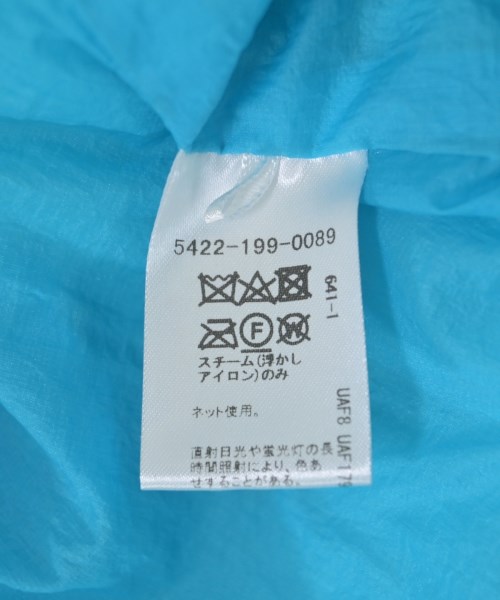 5422-199-0089
641-1
F W
スチーム(浮かし
アイロン)のみ
ネット使用。
直射日光や蛍光灯の長
時間照射により、色あ
せすることがある。
UAF8 UAF179